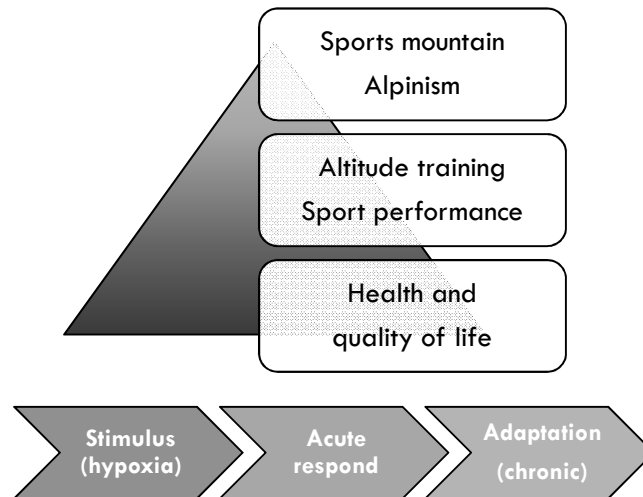 Sports mountain
Alpinism
Altitude training
Sport performance
Health and
quality of life
Stimulus
(hypoxia)
Acute
respond
Adaptation
(chronic)